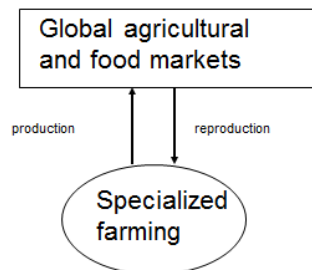 Global agricultural
and food markets
production
reproduction
Specialized
farming